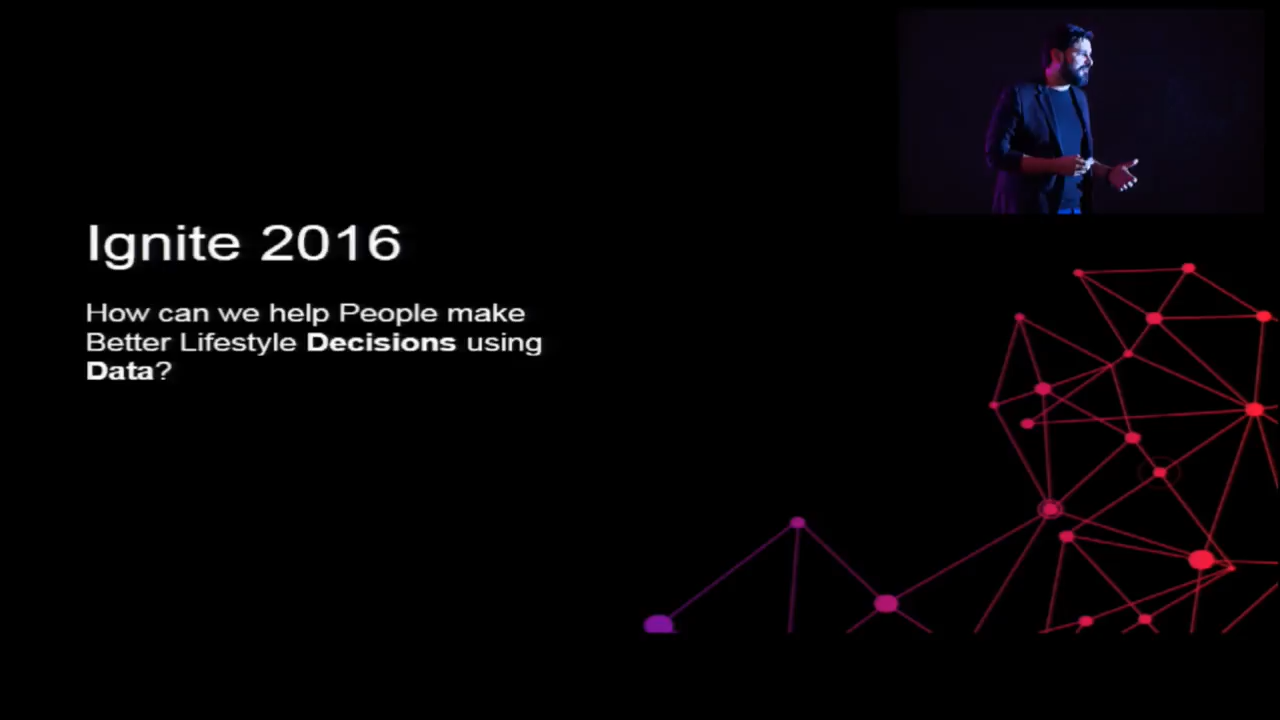 Ignite 2016
How can we help People make
Better Lifestyle Decisions using
Data?